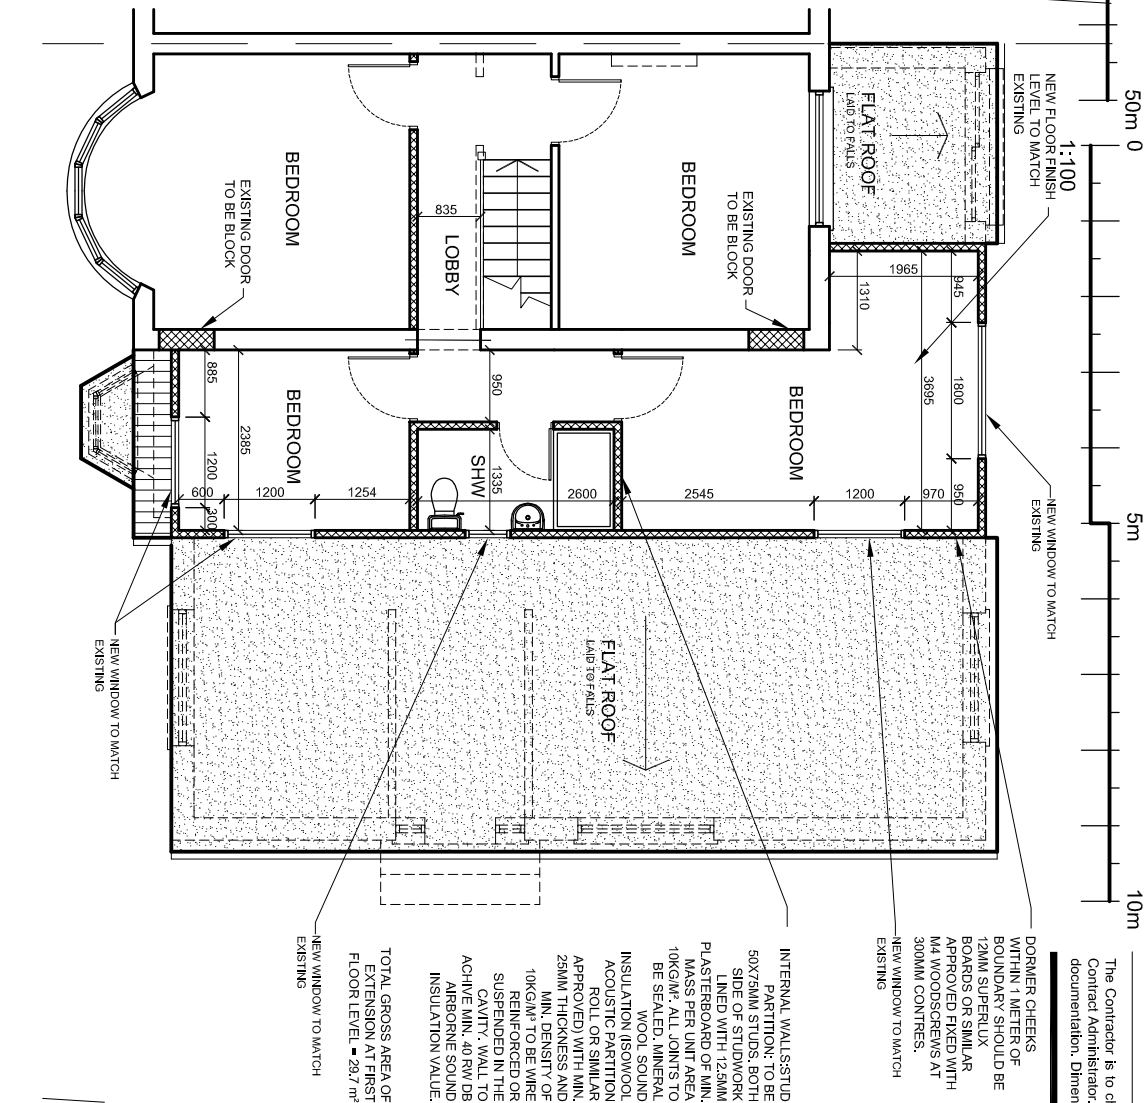 50m 0
1:100
5m
10m
NEW FLOOR FINISH
LEVEL TO MATCH
EXISTING
FLAT ROOF
LAID TO FALLS
BEDROOM
EXISTING DOOR
TO BE BLOCK
BEDROOM
EXISTING DOOR
TO BE BLOCK
835
LOBBY
1965
1310
945
3695
1800
950
885
2385
1200
300
950
1335
BEDROOM
BEDROOM
SHW
600
1200
1254
2600
2545
1200
970
NEW WINDOW TO MATCH
EXISTING
FLAT ROOF
LAID TO FALLS
NEW WINDOW TO MATCH
EXISTING
NEW WINDOW TO MATCH
EXISTING
NEW WINDOW TO MATCH
EXISTING
DORMER CHEEKS
WITHIN 1 METER OF
BOUNDARY SHOULD BE
12MM SUPERLUX
BOARDS OR SIMILAR
APPROVED FIXED WITH
M4 WOODSCREWS AT
300MM CONTRES.
INTERNAL WALLS:STUD
PARTITION: TO BE
50X75MM STUDS. BOTH
SIDE OF STUDWORK
LINED WITH 12.5MM
PLASTERBOARD OF MIN.
MASS PER UNIT AREA
10KG/M². ALL JOINTS TO
BE SEALED. MINERAL
WOOL SOUND
INSULATION (ISOWOOL
ACOUSTIC PARTITION
ROLL OR SIMILAR
APPROVED) WITH MIN.
25MM THICKNESS AND
MIN. DENSITY OF
10KG/M³ TO BE WIRE
REINFORCED OR
SUSPENDED IN THE
CAVITY. WALL TO
ACHIVE MIN. 40 RW DB
AIRBORNE SOUND
INSULATION VALUE.
TOTAL GROSS AREA OF
EXTENSION AT FIRST
FLOOR LEVEL = 29.7 m²
The Contractor is to
Contract Administrator.
documentation.